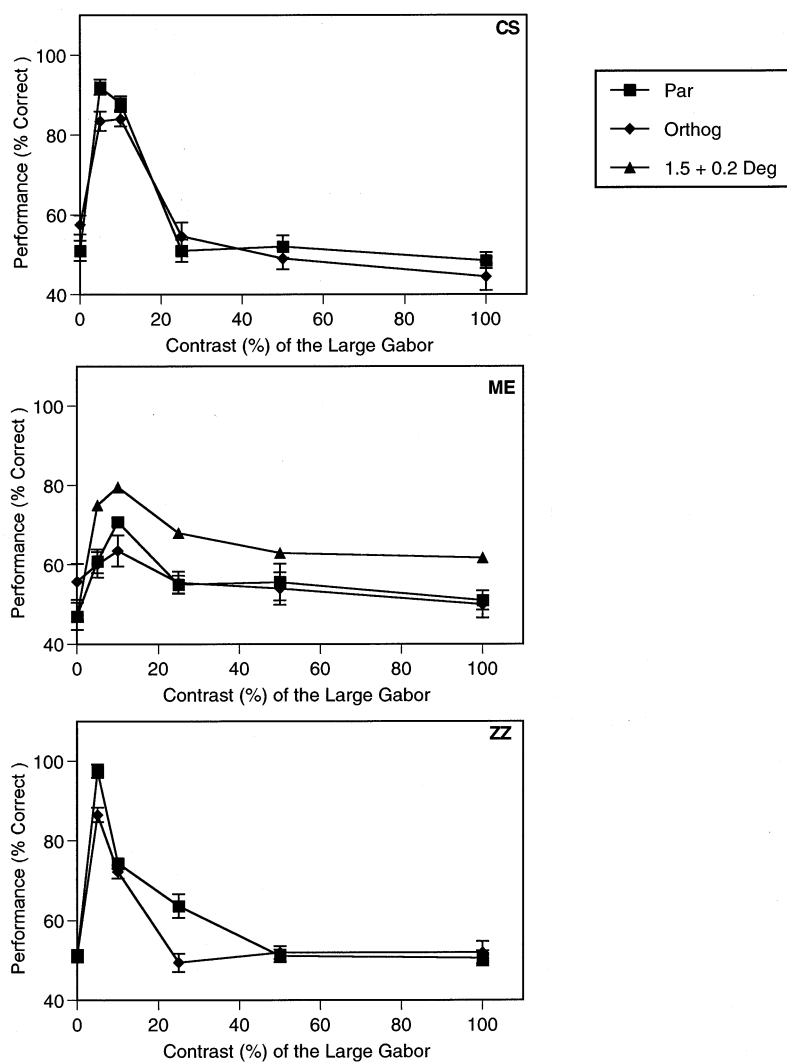 CS
Performance (% Correct )
100
80
60
40
0 20 40 60 80 100
Contrast (%) of the Large Gabor
Par
Orthog
1.5 + 0.2 Deg
ME
Performance (% Correct )
100
80
60
40
0 20 40 60 80 100
Contrast (%) of the Large Gabor
ZZ
Performance (% Correct )
100
80
60
40
0 20 40 60 80 100
Contrast (%) of the Large Gabor